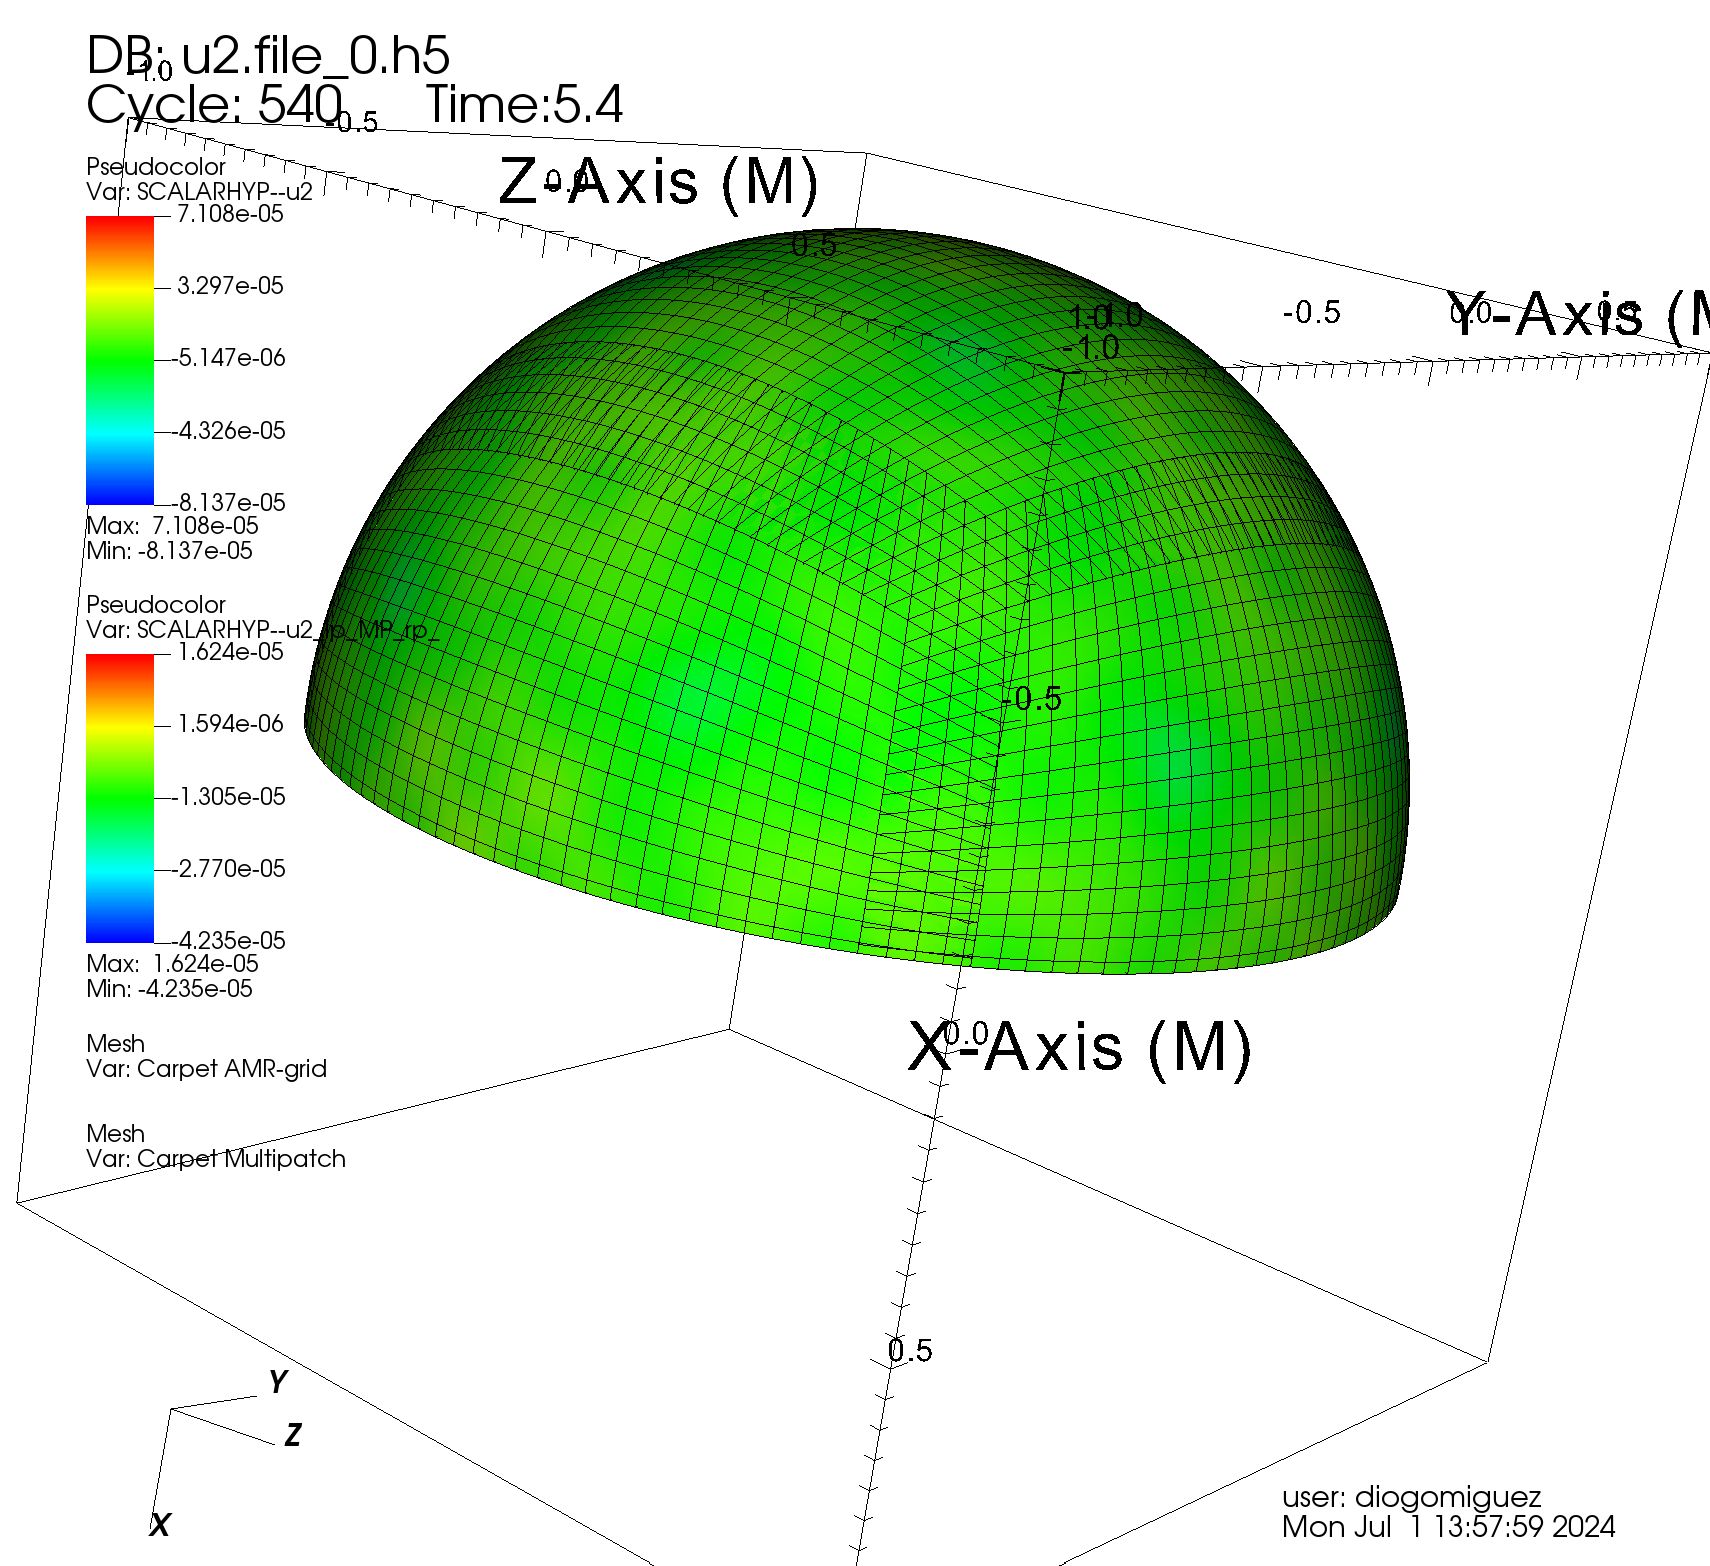 DB: u2.file_0.h5
Cycle: 540 Time:5.4
-1.0
-0.5
0.0
0.5
1.0
Z-Axis (M)
Pseudocolor
Var: SCALARHYP--u2
7.108e-05
3.297e-05
-5.147e-06
-4.326e-05
-8.137e-05
Max: 7.108e-05
Min: -8.137e-05
Pseudocolor
Var: SCALARHYP--u2_lp_MP_rp_
1.624e-05
1.594e-06
-1.305e-05
-2.770e-05
-4.235e-05
Max: 1.624e-05
Min: -4.235e-05
Mesh
Var: Carpet AMR-grid
Mesh
Var: Carpet Multipatch
-1.0
-0.5
0.0
0.5
Y-Axis (M
-1.0
-0.5
0.0
0.5
X-Axis (M)
Y
Z
X
user: diogomiguez
Mon Jul 1 13:57:59 2024